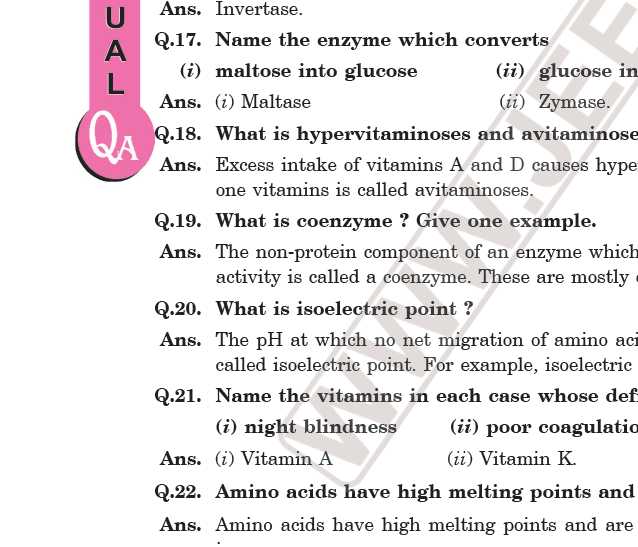 U
A
L
QA
Ans. Invertase.
Q.17. Name the enzyme which converts
(i) maltose into glucose (ii) glucose in
Ans. (i) Maltase (ii) Zymase.
Q.18. What is hypervitaminoses and avitaminose
Ans. Excess intake of vitamins A and D causes hype
one vitamins is called avitaminoses.
Q.19. What is coenzyme ? Give one example.
Ans. The non-protein component of an enzyme which
activity is called a coenzyme. These are mostly
Q.20. What is isoelectric point ?
Ans. The pH at which no net migration of amino aci
called isoelectric point. For example, isoelectric
Q.21. Name the vitamins in each case whose defi
(i) night blindness (ii) poor coagulatio
Ans. (i) Vitamin A (ii) Vitamin K.
Q.22. Amino acids have high melting points and
Ans. Amino acids have high melting points and are
WWW.JEE